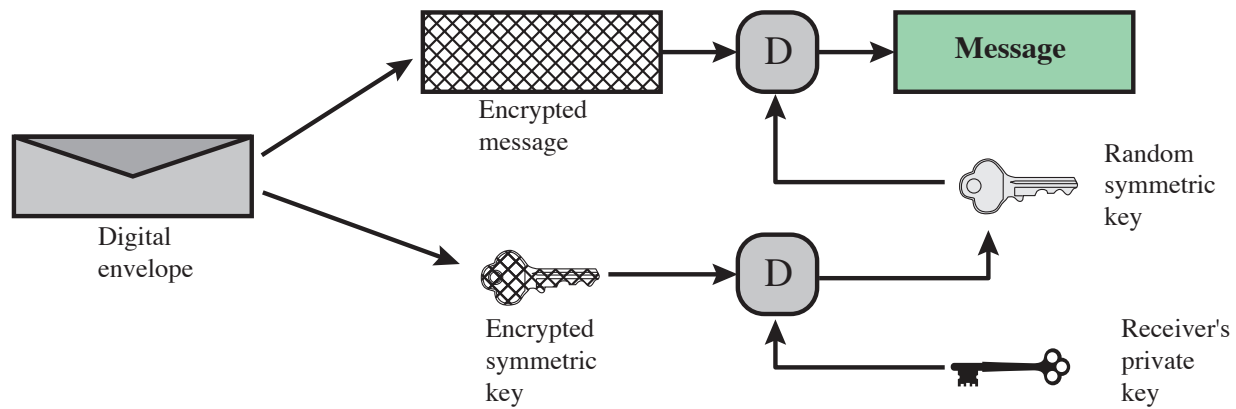 D
Message
Encrypted
message
Random
symmetric
key
Digital
envelope
D
Encrypted
symmetric
key
Receiver's
private
key